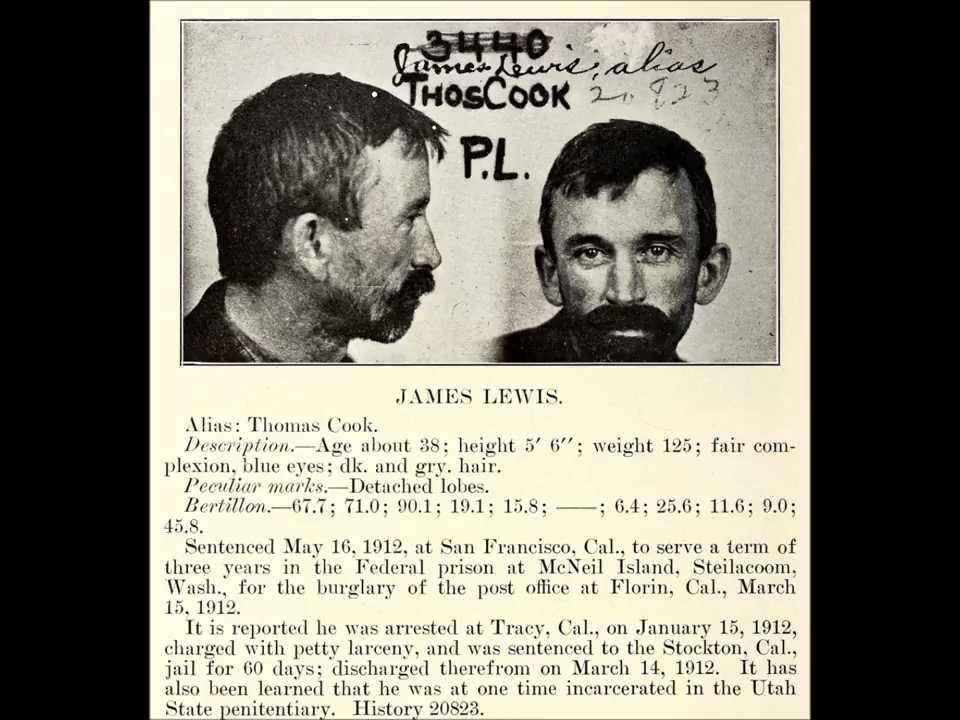 3440
James Lewis, alias
THOS COOK 20823
P.L.
JAMES LEWIS.
Alias: Thomas Cook.
Description.—Age about 38; height 5′ 6′′; weight 125; fair com-
plexion, blue eyes; dk. and gry. hair.
Peculiar marks.—Detached lobes.
Bertillon.—67.7; 71.0; 90.1; 19.1; 15.8; ——; 6.4; 25.6; 11.6; 9.0;
45.8.
Sentenced May 16, 1912, at San Francisco, Cal., to serve a term of
three years in the Federal prison at McNeil Island, Steilacoom,
Wash., for the burglary of the post office at Florin, Cal., March
15, 1912.
It is reported he was arrested at Tracy, Cal., on January 15, 1912,
charged with petty larceny, and was sentenced to the Stockton, Cal.,
jail for 60 days; discharged therefrom on March 14, 1912. It has
also been learned that he was at one time incarcerated in the Utah
State penitentiary. History 20823.